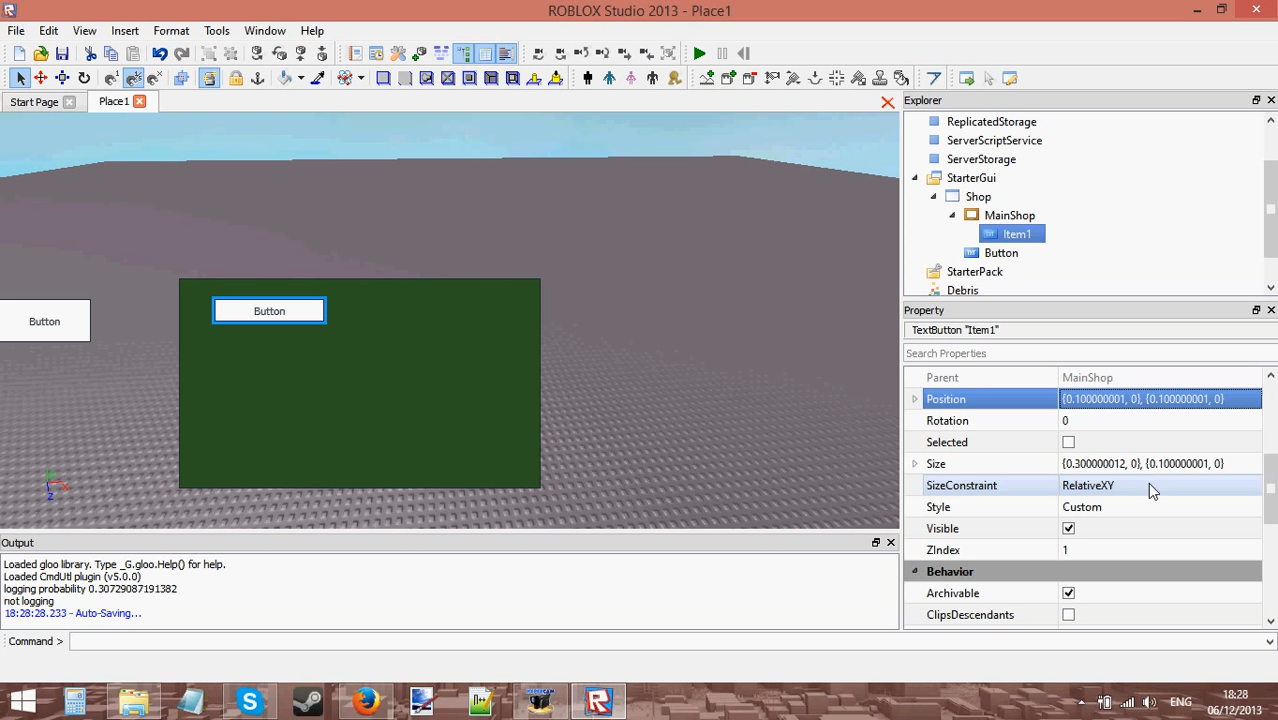 ROBLOX Studio 2013 - Place1
File Edit View Insert Format Tools Window Help
Start Page Place1
Explorer
ReplicatedStorage
ServerScriptService
ServerStorage
StarterGui
Shop
MainShop
Item1
Button
StarterPack
Debris
Button
Button
Property
TextButton "Item1"
Search Properties
Parent MainShop
Position {0.100000001, 0}, {0.100000001, 0}
Rotation 0
Selected
Size {0.300000012, 0}, {0.100000001, 0}
SizeConstraint RelativeXY
Style Custom
Visible
ZIndex 1
Behavior
Archivable
ClipsDescendants
Output
Loaded gloo library. Type _G.gloo.Help() for help.
Loaded CmdUtl plugin (v5.0.0)
logging probability 0.30729087191382
not logging
18:28:28.233 - Auto-Saving...
Command >
HYPERCAM
ENG
18:28
06/12/2013